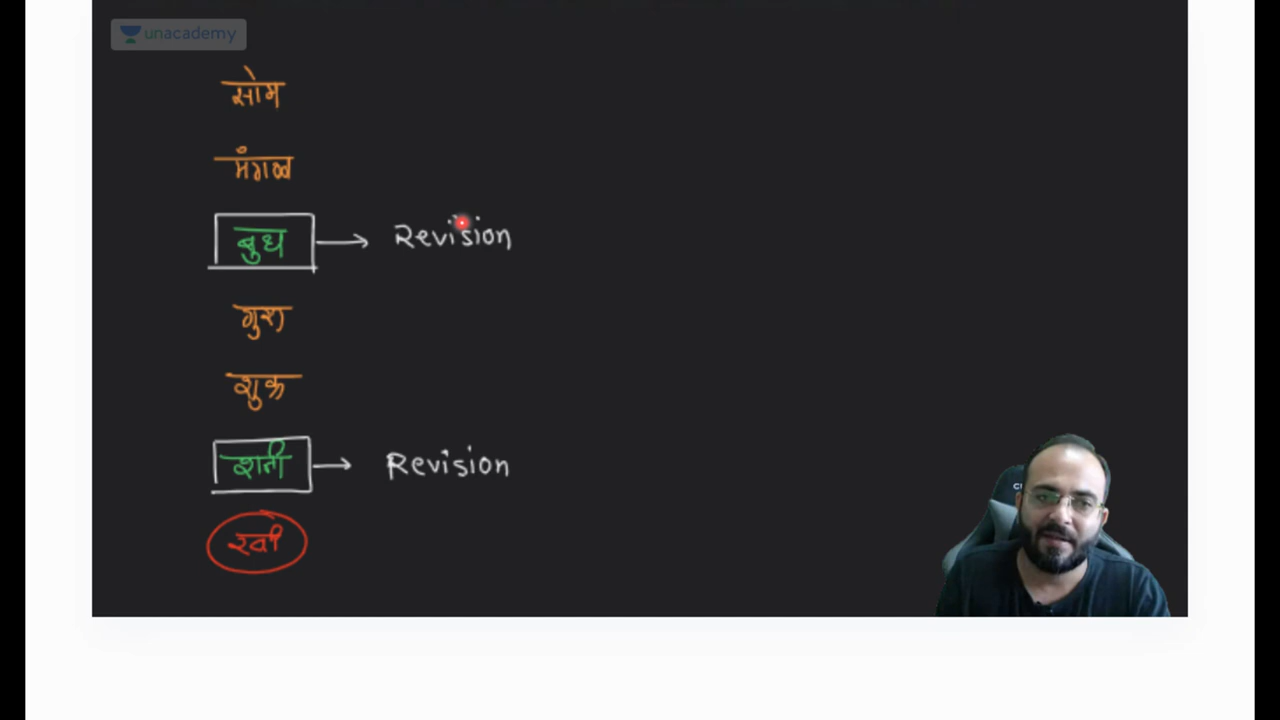 unacademy
सोम
मंगळ
बुध → Revision
गुरु
शुक्र
शनी → Revision
रवी